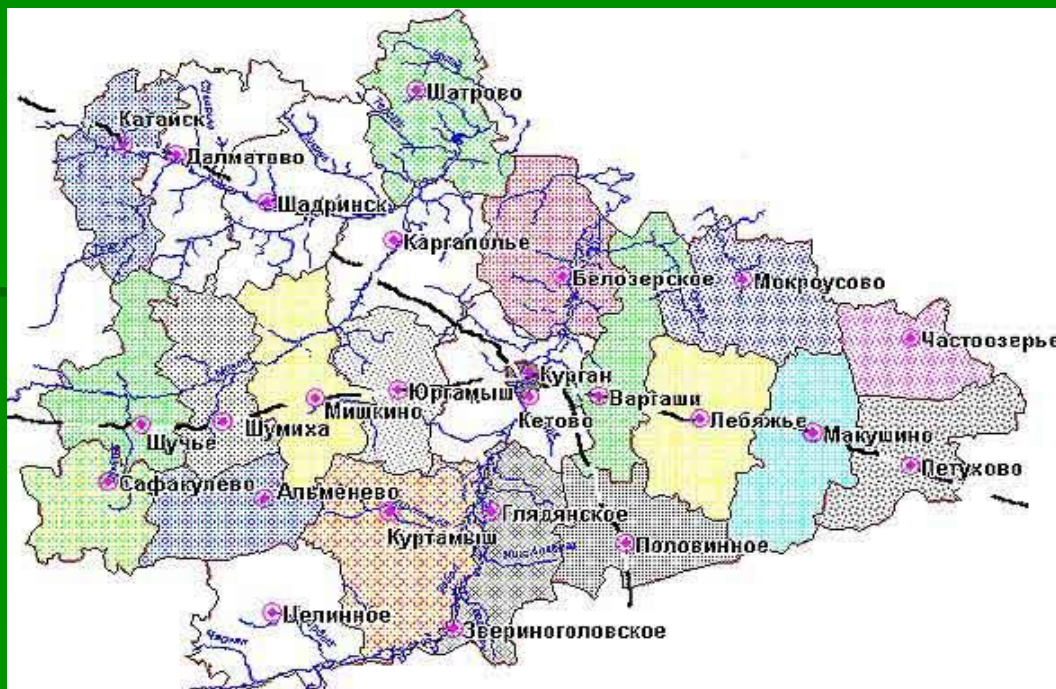 Шатрово
Катайск
Далматово
Шадринск
Каргаполье
Белозерское
Мокроусово
Частоозерье
Курган
Юргамыш
Варгаши
Кетово
Мишкино
Лебяжье
Шумиха
Щучье
Макушино
Петухово
Сафакулево
Альменево
Глядянское
Куртамыш
Половинное
Целинное
Звериноголовское